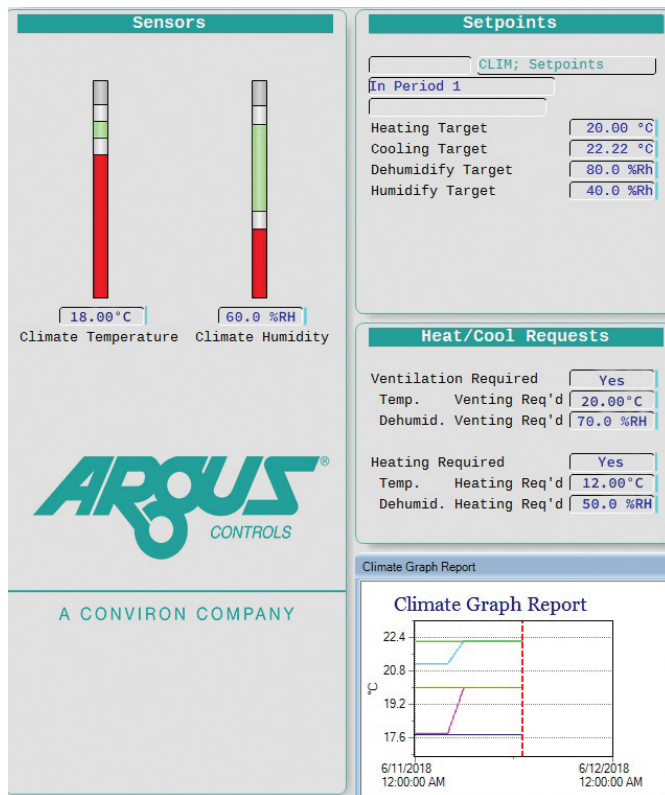 Sensors
18.00°C
60.0 %RH
Climate Temperature
Climate Humidity
ARGUS®
CONTROLS
A CONVIRON COMPANY
Setpoints
CLIM; Setpoints
In Period 1
Heating Target 20.00 °C
Cooling Target 22.22 °C
Dehumidify Target 80.0 %Rh
Humidify Target 40.0 %Rh
Heat/Cool Requests
Ventilation Required Yes
Temp. Venting Req'd 20.00°C
Dehumid. Venting Req'd 70.0 %RH
Heating Required Yes
Temp. Heating Req'd 12.00°C
Dehumid. Heating Req'd 50.0 %RH
Climate Graph Report
Climate Graph Report
22.4
20.8
°C
19.2
17.6
6/11/2018 6/12/2018
12:00:00 AM 12:00:00 AM